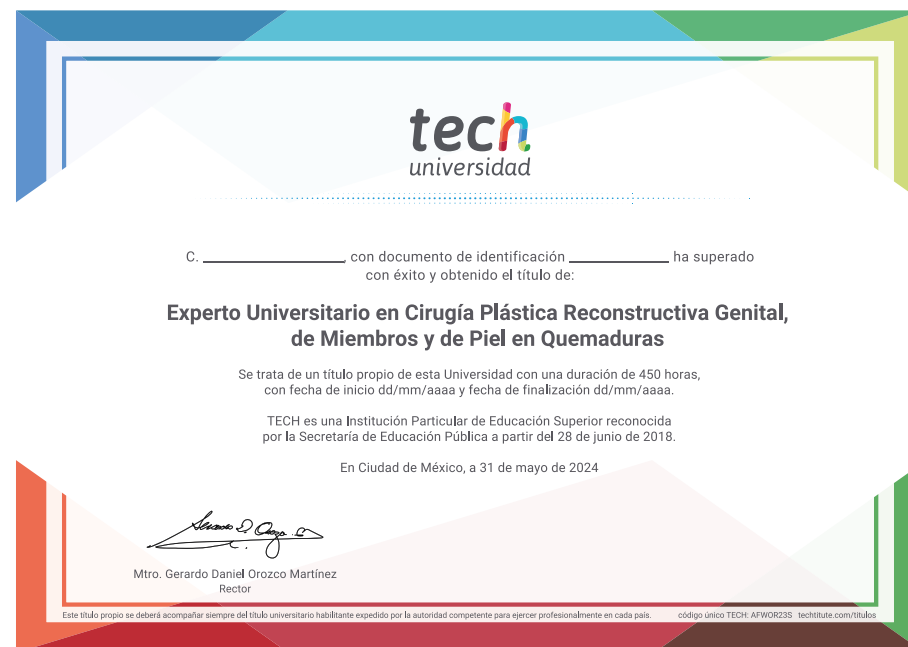 tech
universidad
C. ____________, con documento de identificación ____________ ha superado
con éxito y obtenido el título de:
Experto Universitario en Cirugía Plástica Reconstructiva Genital,
de Miembros y de Piel en Quemaduras
Se trata de un título propio de esta Universidad con una duración de 450 horas,
con fecha de inicio dd/mm/aaaa y fecha de finalización dd/mm/aaaa.
TECH es una Institución Particular de Educación Superior reconocida
por la Secretaría de Educación Pública a partir del 28 de junio de 2018.
En Ciudad de México, a 31 de mayo de 2024
Mtro. Gerardo Daniel Orozco Martínez
Rector
Este título propio se deberá acompañar siempre del título universitario habilitante expedido por la autoridad competente para ejercer profesionalmente en cada país. código único TECH: AFWOR23S techtitute.com/titulos